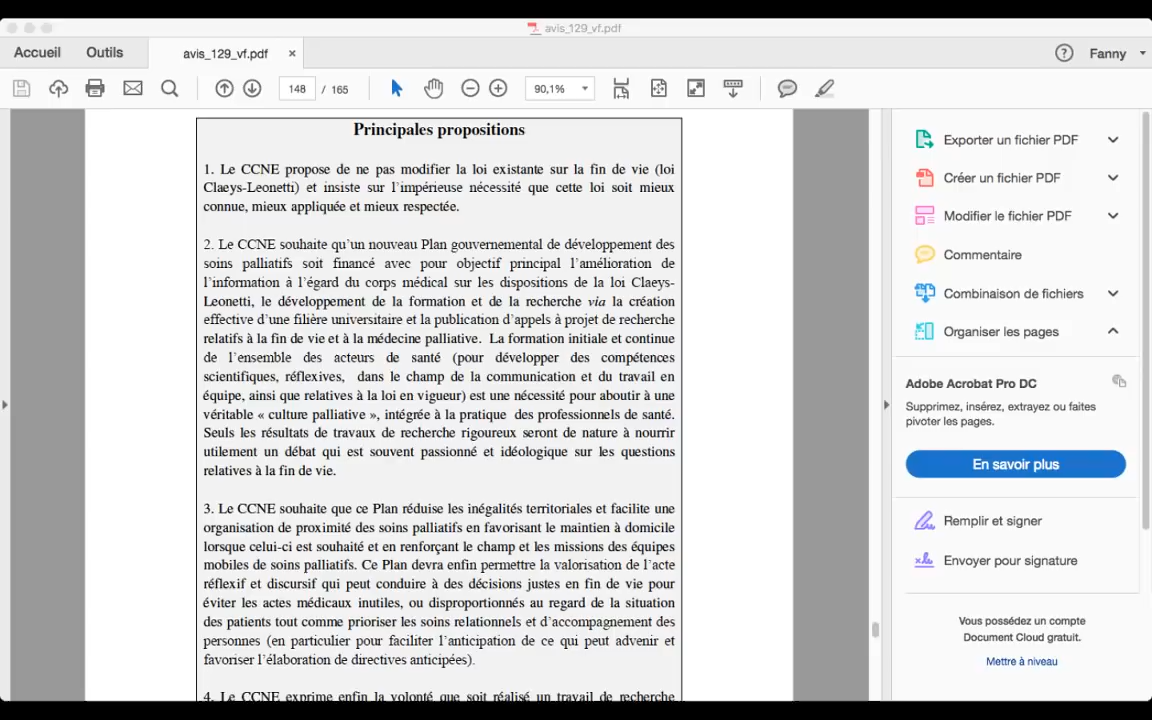 avis_129_vf.pdf
Accueil Outils avis_129_vf.pdf × ? Fanny
148 / 165 90,1%
Principales propositions
1. Le CCNE propose de ne pas modifier la loi existante sur la fin de vie (loi
Claeys-Leonetti) et insiste sur l'impérieuse nécessité que cette loi soit mieux
connue, mieux appliquée et mieux respectée.
2. Le CCNE souhaite qu'un nouveau Plan gouvernemental de développement des
soins palliatifs soit financé avec pour objectif principal l'amélioration de
l'information à l'égard du corps médical sur les dispositions de la loi Claeys-
Leonetti, le développement de la formation et de la recherche via la création
effective d'une filière universitaire et la publication d'appels à projet de recherche
relatifs à la fin de vie et à la médecine palliative. La formation initiale et continue
de l'ensemble des acteurs de santé (pour développer des compétences
scientifiques, réflexives, dans le champ de la communication et du travail en
équipe, ainsi que relatives à la loi en vigueur) est une nécessité pour aboutir à une
véritable « culture palliative », intégrée à la pratique des professionnels de santé.
Seuls les résultats de travaux de recherche rigoureux seront de nature à nourrir
utilement un débat qui est souvent passionné et idéologique sur les questions
relatives à la fin de vie.
3. Le CCNE souhaite que ce Plan réduise les inégalités territoriales et facilite une
organisation de proximité des soins palliatifs en favorisant le maintien à domicile
lorsque celui-ci est souhaité et en renforçant le champ et les missions des équipes
mobiles de soins palliatifs. Ce Plan devra enfin permettre la valorisation de l'acte
réflexif et discursif qui peut conduire à des décisions justes en fin de vie pour
éviter les actes médicaux inutiles, ou disproportionnés au regard de la situation
des patients tout comme prioriser les soins relationnels et d'accompagnement des
personnes (en particulier pour faciliter l'anticipation de ce qui peut advenir et
favoriser l'élaboration de directives anticipées).
4. Le CCNE exprime enfin la volonté que soit réalisé un travail de recherche
Exporter un fichier PDF
Créer un fichier PDF
Modifier le fichier PDF
Commentaire
Combinaison de fichiers
Organiser les pages
Adobe Acrobat Pro DC
Supprimez, insérez, extrayez ou faites
pivoter les pages.
En savoir plus
Remplir et signer
Envoyer pour signature
Vous possédez un compte
Document Cloud gratuit.
Mettre à niveau